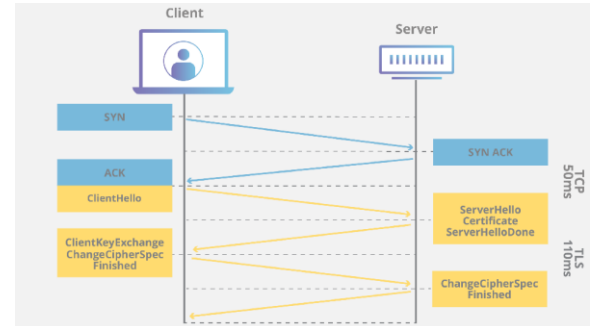 Client
Server
SYN
SYN ACK
ACK
ClientHello
ServerHello
Certificate
ServerHelloDone
ClientKeyExchange
ChangeCipherSpec
Finished
ChangeCipherSpec
Finished
TCP
50ms
TLS
110ms